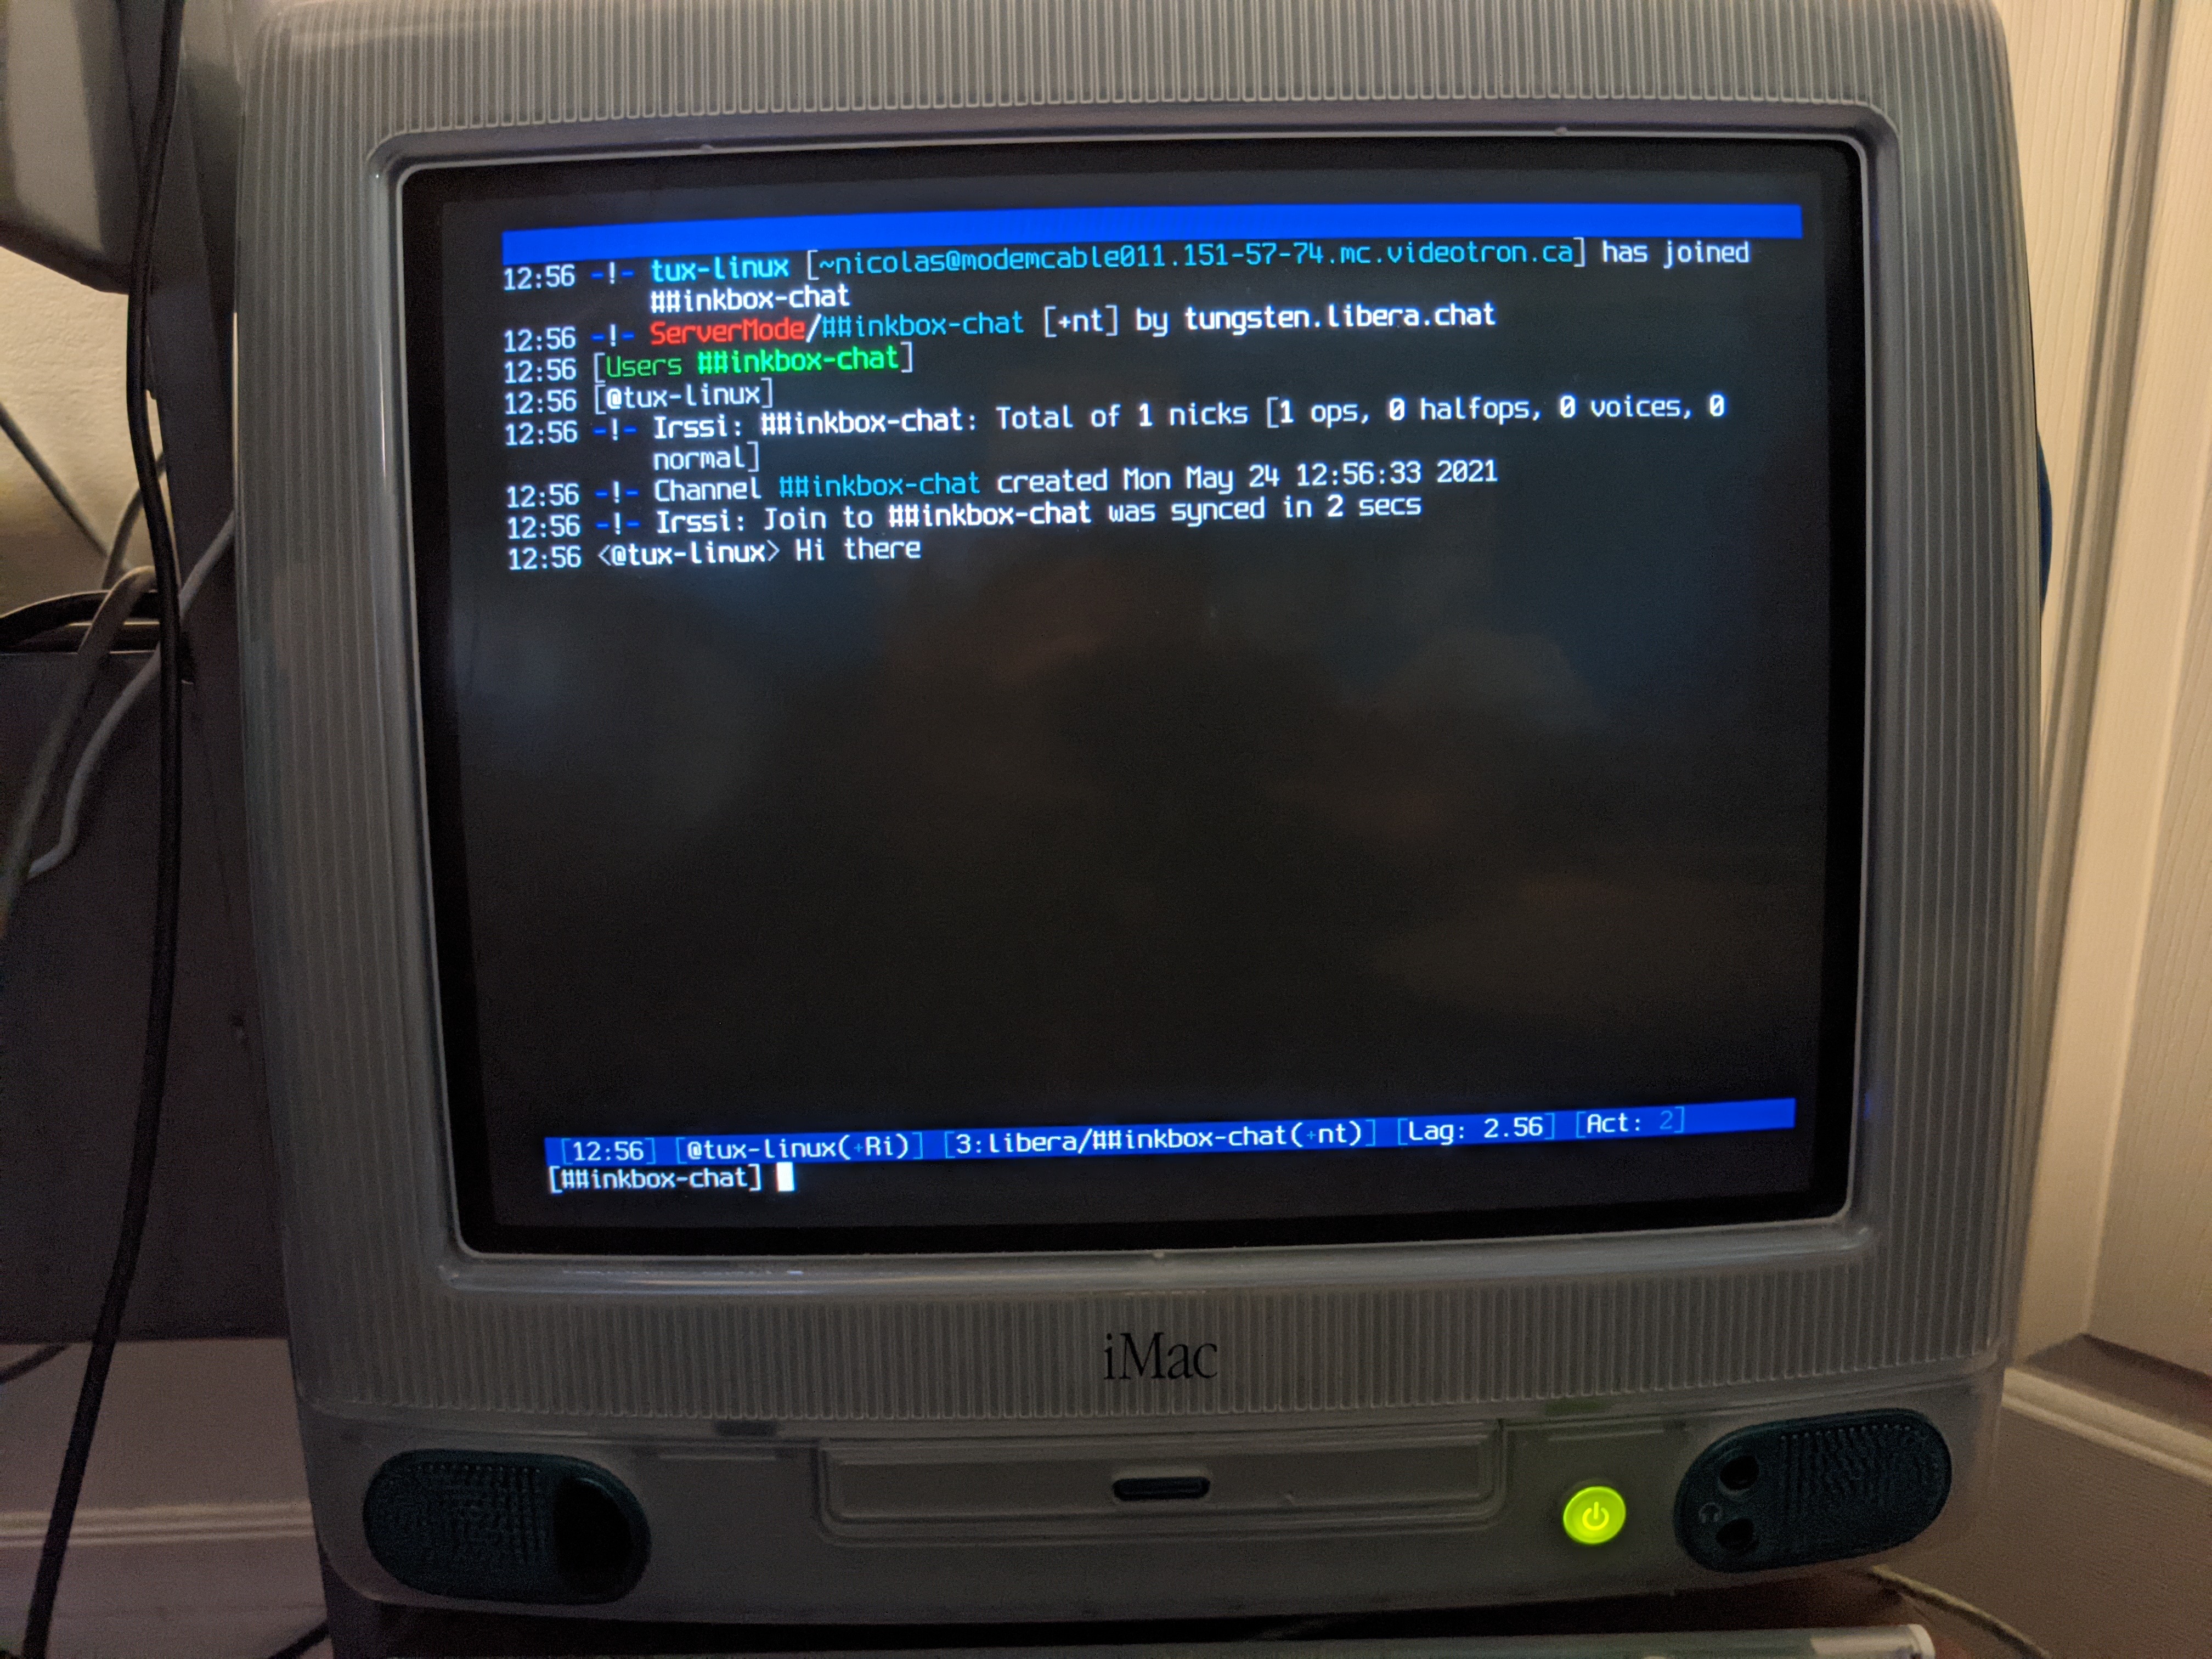 12:56 -!- tux-linux [~nicolas@modemcable011.151-57-74.mc.videotron.ca] has joined
##inkbox-chat
12:56 -!- ServerMode/##inkbox-chat [+nt] by tungsten.libera.chat
12:56 [Users ##inkbox-chat]
12:56 [@tux-linux]
12:56 -!- Irssi: ##inkbox-chat: Total of 1 nicks [1 ops, 0 halfops, 0 voices, 0
normal]
12:56 -!- Channel ##inkbox-chat created Mon May 24 12:56:33 2021
12:56 -!- Irssi: Join to ##inkbox-chat was synced in 2 secs
12:56 <@tux-linux> Hi there
[12:56] [@tux-linux(+Ri)] [3:libera/##inkbox-chat(+nt)] [Lag: 2.56] [Act: 2]
[##inkbox-chat]
iMac